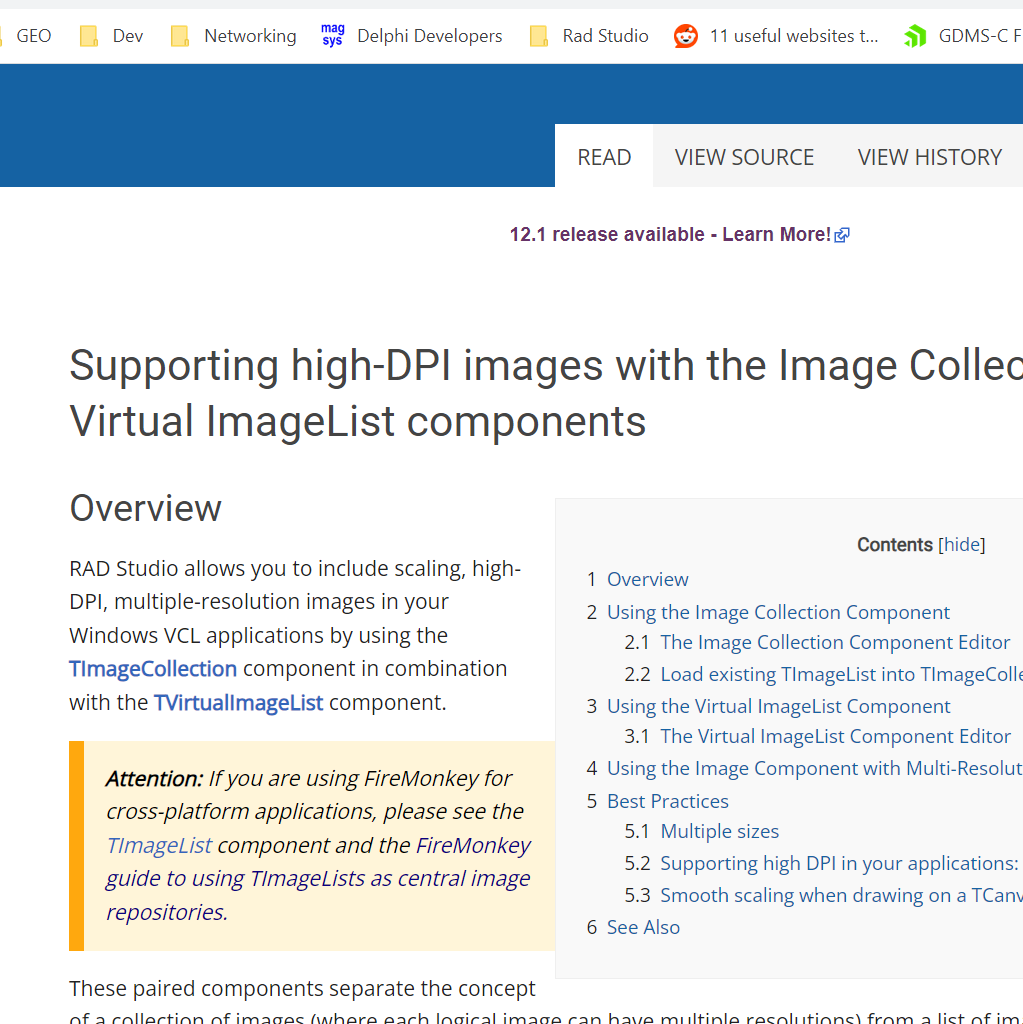 GEO Dev Networking mag sys Delphi Developers Rad Studio 11 useful websites t... GDMS-C F
READ VIEW SOURCE VIEW HISTORY
12.1 release available - Learn More!
Supporting high-DPI images with the Image Collec
Virtual ImageList components
Overview
RAD Studio allows you to include scaling, high-
DPI, multiple-resolution images in your
Windows VCL applications by using the
TImageCollection component in combination
with the TVirtualImageList component.
Attention: If you are using FireMonkey for
cross-platform applications, please see the
TImageList component and the FireMonkey
guide to using TImageLists as central image
repositories.
Contents [hide]
1 Overview
2 Using the Image Collection Component
2.1 The Image Collection Component Editor
2.2 Load existing TImageList into TImageColle
3 Using the Virtual ImageList Component
3.1 The Virtual ImageList Component Editor
4 Using the Image Component with Multi-Resolut
5 Best Practices
5.1 Multiple sizes
5.2 Supporting high DPI in your applications:
5.3 Smooth scaling when drawing on a TCanv
6 See Also
These paired components separate the concept
of a collection of images (where each logical image can have multiple resolutions) from a list of im